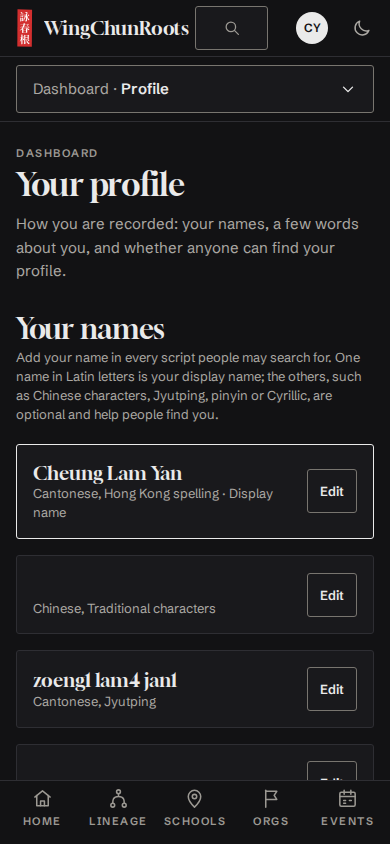 詠春根
WingChunRoots
CY
Dashboard · Profile
DASHBOARD
Your profile
How you are recorded: your names, a few words
about you, and whether anyone can find your
profile.
Your names
Add your name in every script people may search for. One
name in Latin letters is your display name; the others, such
as Chinese characters, Jyutping, pinyin or Cyrillic, are
optional and help people find you.
Cheung Lam Yan
Cantonese, Hong Kong spelling · Display
name
Edit
Chinese, Traditional characters
Edit
zoeng1 lam4 jan1
Cantonese, Jyutping
Edit
Edit
HOME
LINEAGE
SCHOOLS
ORGS
EVENTS